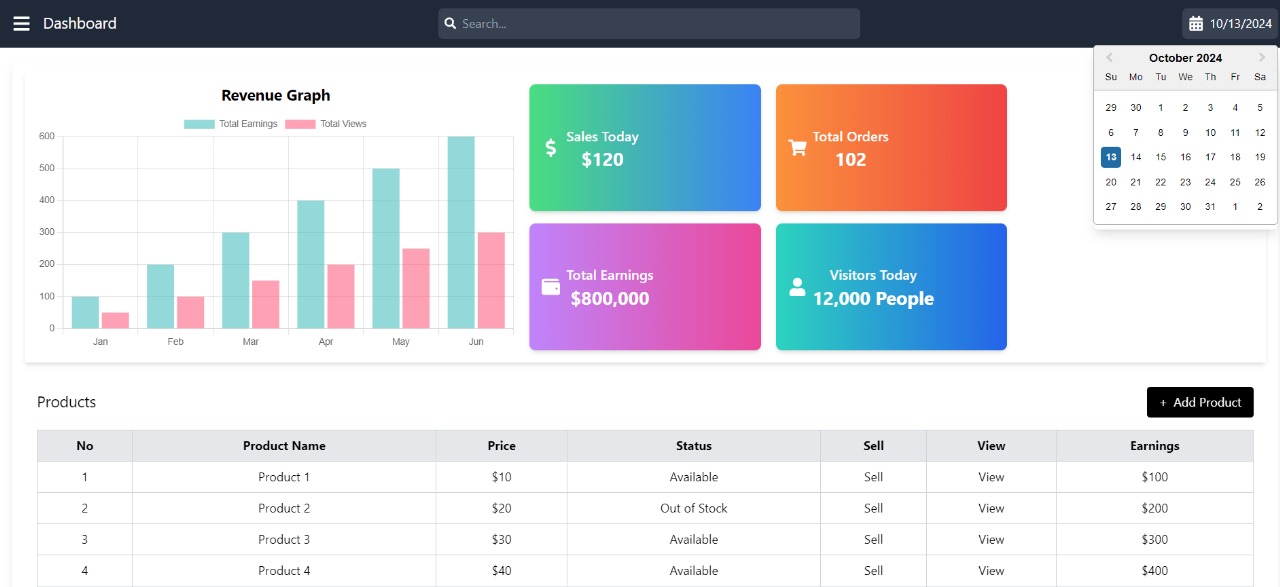 Dashboard
Search...
10/13/2024
October 2024
Su Mo Tu We Th Fr Sa
29 30 1 2 3 4 5
6 7 8 9 10 11 12
13 14 15 16 17 18 19
20 21 22 23 24 25 26
27 28 29 30 31 1 2
Revenue Graph
Total Earnings Total Views
600
500
400
300
200
100
0
Jan Feb Mar Apr May Jun
Sales Today
$120
Total Orders
102
Total Earnings
$800,000
Visitors Today
12,000 People
Products
+ Add Product
No Product Name Price Status Sell View Earnings
1 Product 1 $10 Available Sell View $100
2 Product 2 $20 Out of Stock Sell View $200
3 Product 3 $30 Available Sell View $300
4 Product 4 $40 Available Sell View $400